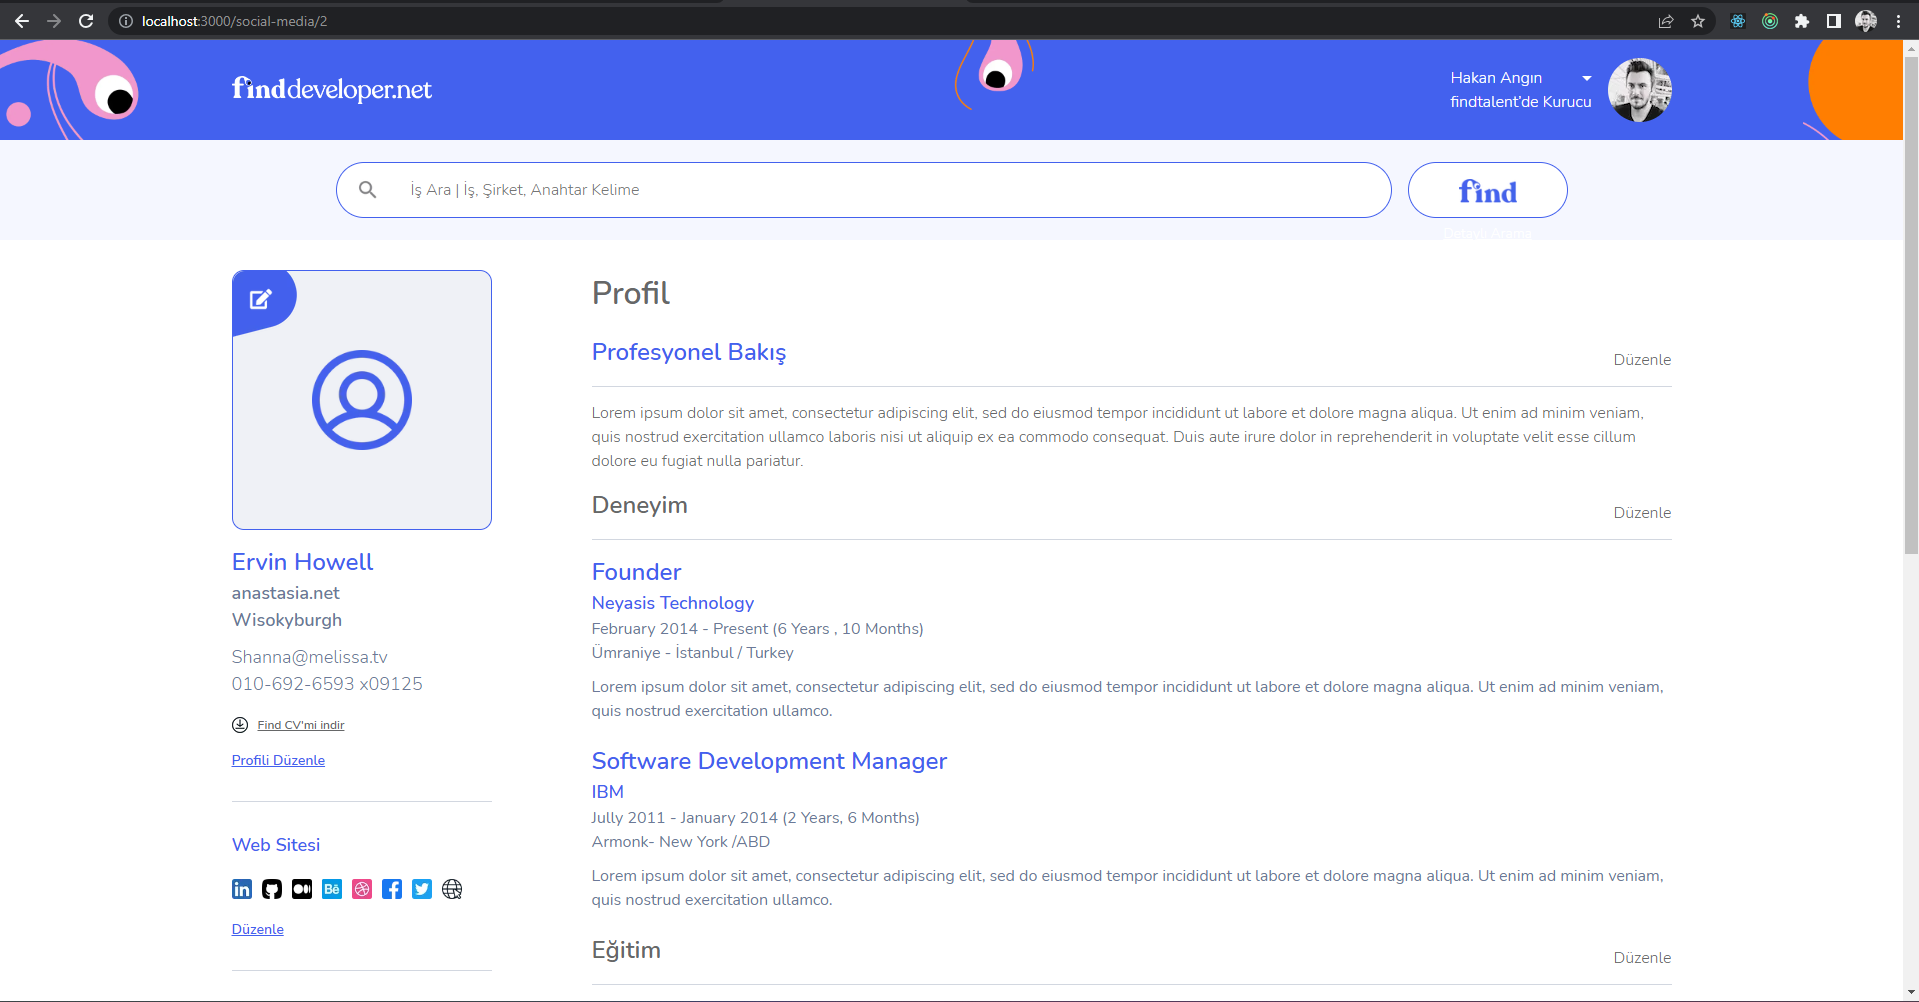 localhost:3000/social-media/2
finddeveloper.net
Hakan Angın
findtalent'de Kurucu
İş Ara | İş, Şirket, Anahtar Kelime
find
Detaylı Arama
Ervin Howell
anastasia.net
Wisokyburgh
Shanna@melissa.tv
010-692-6593 x09125
Find CV'mi indir
Profili Düzenle
Web Sitesi
Bē
Düzenle
Profil
Profesyonel Bakış
Düzenle
Lorem ipsum dolor sit amet, consectetur adipiscing elit, sed do eiusmod tempor incididunt ut labore et dolore magna aliqua. Ut enim ad minim veniam,
quis nostrud exercitation ullamco laboris nisi ut aliquip ex ea commodo consequat. Duis aute irure dolor in reprehenderit in voluptate velit esse cillum
dolore eu fugiat nulla pariatur.
Deneyim
Düzenle
Founder
Neyasis Technology
February 2014 - Present (6 Years , 10 Months)
Ümraniye - İstanbul / Turkey
Lorem ipsum dolor sit amet, consectetur adipiscing elit, sed do eiusmod tempor incididunt ut labore et dolore magna aliqua. Ut enim ad minim veniam,
quis nostrud exercitation ullamco.
Software Development Manager
IBM
Jully 2011 - January 2014 (2 Years, 6 Months)
Armonk- New York /ABD
Lorem ipsum dolor sit amet, consectetur adipiscing elit, sed do eiusmod tempor incididunt ut labore et dolore magna aliqua. Ut enim ad minim veniam,
quis nostrud exercitation ullamco.
Eğitim
Düzenle